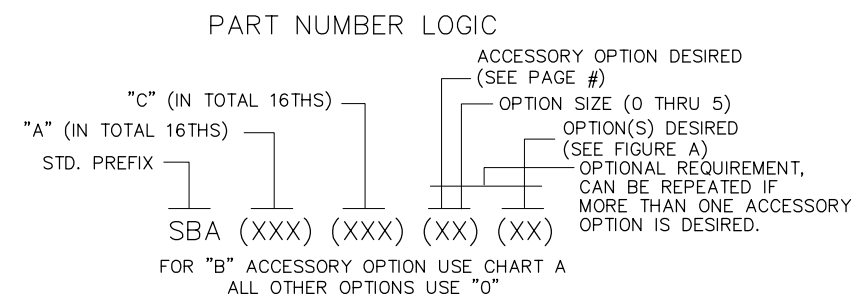 PART NUMBER LOGIC
ACCESSORY OPTION DESIRED
(SEE PAGE #)
"C" (IN TOTAL 16THS)
OPTION SIZE (0 THRU 5)
"A" (IN TOTAL 16THS)
OPTION(S) DESIRED
(SEE FIGURE A)
STD. PREFIX
OPTIONAL REQUIREMENT,
CAN BE REPEATED IF
MORE THAN ONE ACCESSORY
OPTION IS DESIRED.
SBA (XXX) (XXX) (XX) (XX)
FOR "B" ACCESSORY OPTION USE CHART A
ALL OTHER OPTIONS USE "0"